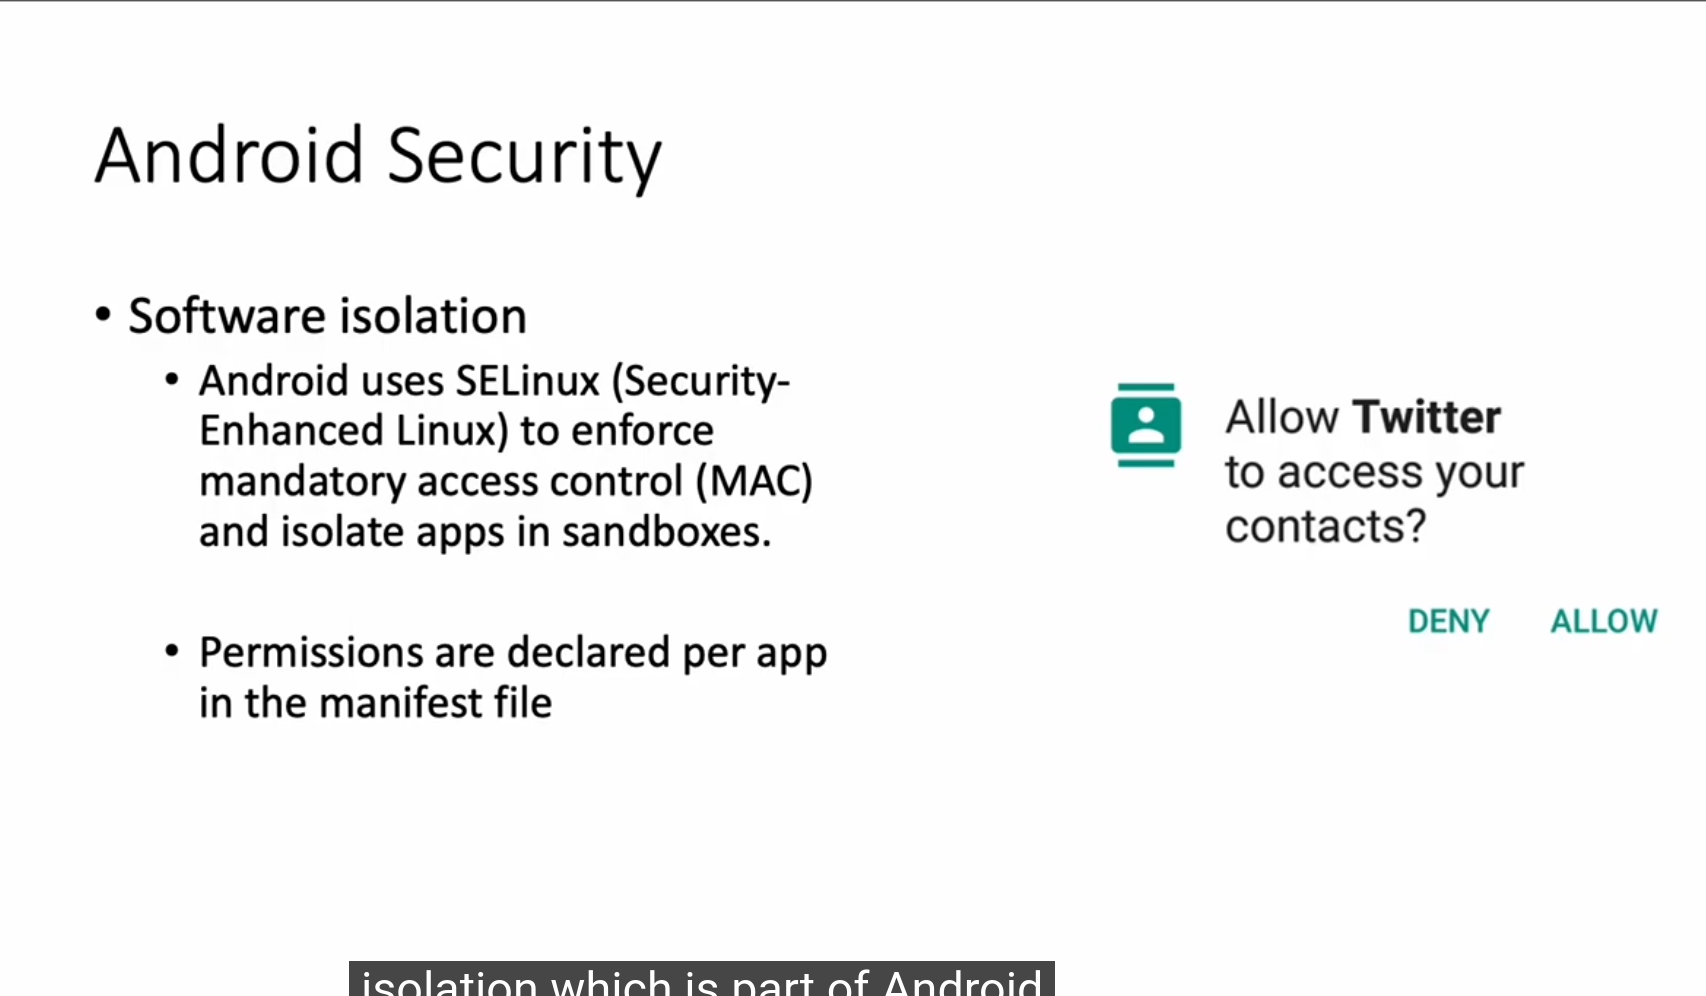 Android Security
• Software isolation
• Android uses SELinux (Security-
Enhanced Linux) to enforce
mandatory access control (MAC)
and isolate apps in sandboxes.
• Permissions are declared per app
in the manifest file
Allow Twitter
to access your
contacts?
DENY ALLOW
isolation which is part of Android